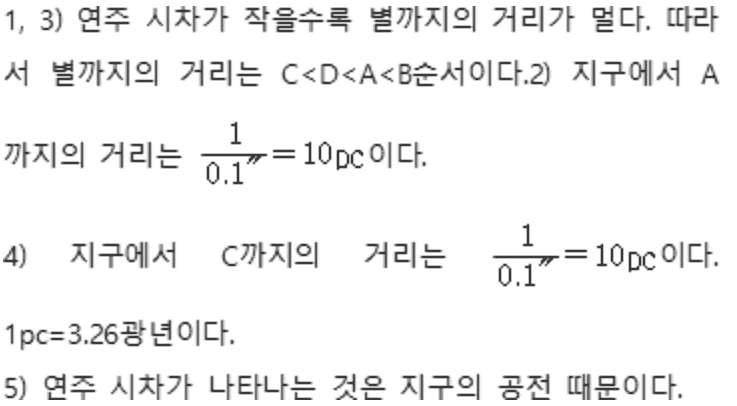 1, 3) 연주 시차가 작을수록 별까지의 거리가 멀다. 따라
서 별까지의 거리는 C<D<A<B순서이다.2) 지구에서 A
까지의 거리는 1/0.1″=10pc이다.
4) 지구에서 C까지의 거리는 1/0.1″=10pc이다.
1pc=3.26광년이다.
5) 연주 시차가 나타나는 것은 지구의 공전 때문이다.